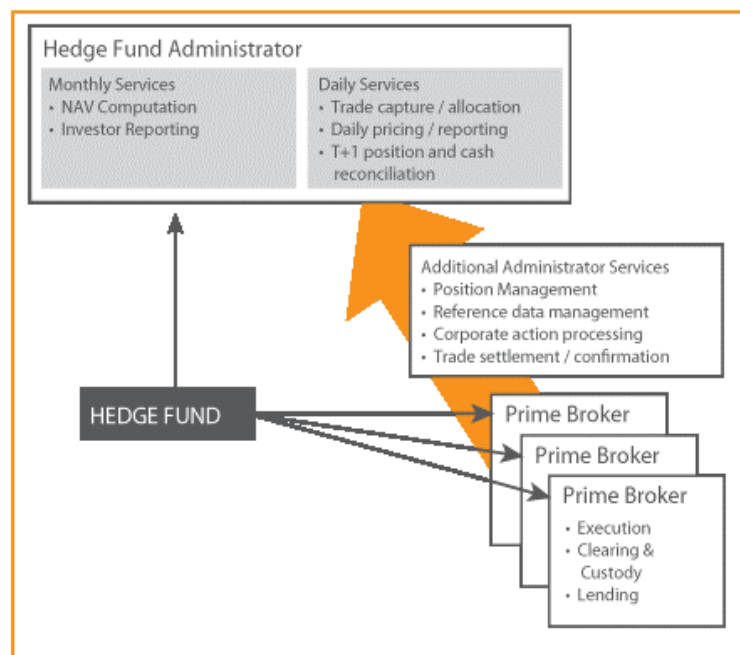 Hedge Fund Administrator
Monthly Services
• NAV Computation
• Investor Reporting
Daily Services
• Trade capture / allocation
• Daily pricing / reporting
• T+1 position and cash
reconciliation
Additional Administrator Services
• Position Management
• Reference data management
• Corporate action processing
• Trade settlement / confirmation
HEDGE FUND
Prime Broker
Prime Broker
Prime Broker
• Execution
• Clearing &
Custody
• Lending